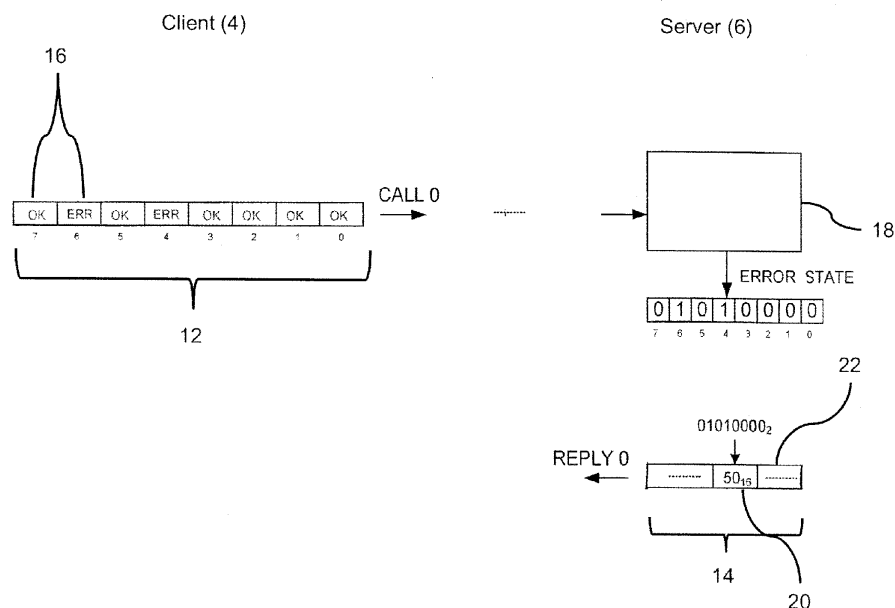 Client (4)
Server (6)
16
CALL 0
OK ERR OK ERR OK OK OK OK
7 6 5 4 3 2 1 0
18
ERROR STATE
12
0 1 0 1 0 0 0 0
7 6 5 4 3 2 1 0
22
01010000₂
REPLY 0
50₁₆
14
20